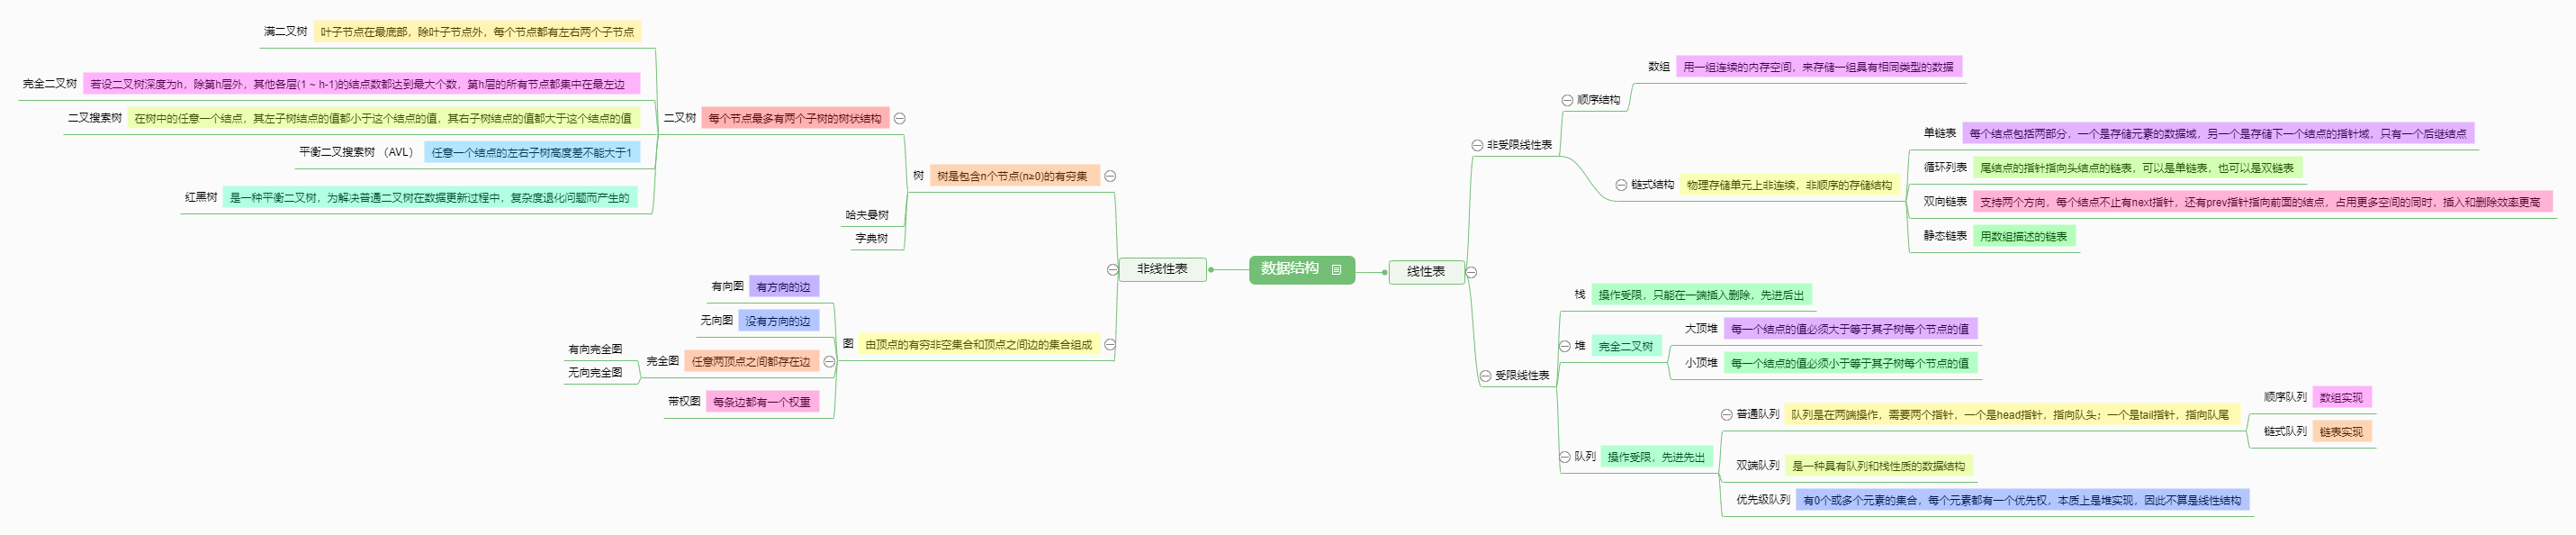 数据结构
线性表
非受限线性表
顺序结构
数组 用一组连续的内存空间，来存储一组具有相同类型的数据
链式结构 物理存储单元上非连续，非顺序的存储结构
单链表 每个结点包括两部分，一个是存储元素的数据域，另一个是存储下一个结点的指针域，只有一个后继结点
循环列表 尾结点的指针指向头结点的链表，可以是单链表，也可以是双链表
双向链表 支持两个方向，每个结点不止有next指针，还有prev指针指向前面的结点，占用更多空间的同时，插入和删除效率更高
静态链表 用数组描述的链表
受限线性表
栈 操作受限，只能在一端插入删除，先进后出
堆 完全二叉树
大顶堆 每一个结点的值必须大于等于其子树每个节点的值
小顶堆 每一个结点的值必须小于等于其子树每个节点的值
队列 操作受限，先进先出
普通队列 队列是在两端操作，需要两个指针，一个是head指针，指向队头；一个是tail指针，指向队尾
顺序队列 数组实现
链式队列 链表实现
双端队列 是一种具有队列和栈性质的数据结构
优先级队列 有0个或多个元素的集合，每个元素都有一个优先权，本质上是堆实现，因此不算是线性结构
非线性表
树 树是包含n个节点(n≥0)的有穷集
二叉树 每个节点最多有两个子树的树状结构
满二叉树 叶子节点在最底部，除叶子节点外，每个节点都有左右两个子节点
完全二叉树 若设二叉树深度为h，除第h层外，其他各层(1 ~ h-1)的结点数都达到最大个数，第h层的所有节点都集中在最左边
二叉搜索树 在树中的任意一个结点，其左子树结点的值都小于这个结点的值，其右子树结点的值都大于这个结点的值
平衡二叉搜索树 （AVL） 任意一个结点的左右子树高度差不能大于1
红黑树 是一种平衡二叉树，为解决普通二叉树在数据更新过程中，复杂度退化问题而产生的
哈夫曼树
字典树
图 由顶点的有穷非空集合和顶点之间边的集合组成
有向图 有方向的边
无向图 没有方向的边
完全图 任意两顶点之间都存在边
有向完全图
无向完全图
带权图 每条边都有一个权重